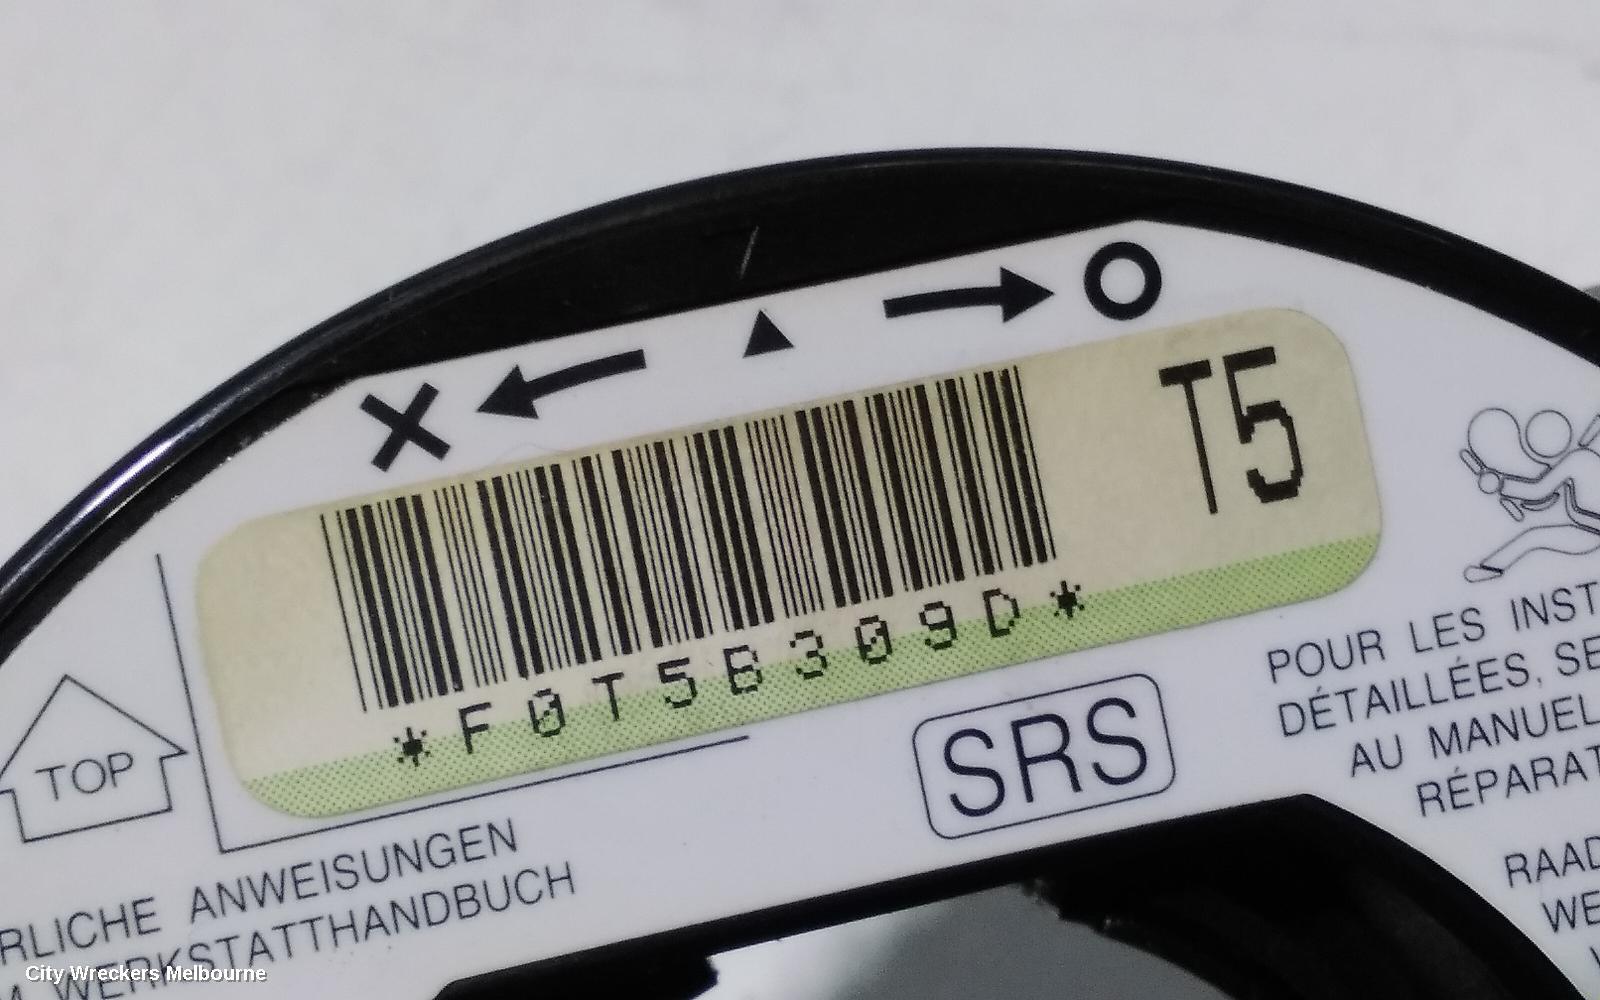 T5
*F0T5B309D*
TOP
SRS
POUR LES INST
DÉTAILLÉES, SE
AU MANUEL
RÉPARAT
RLICHE ANWEISUNGEN
M WERKSTATTHANDBUCH
RAAD
WE
City Wreckers Melbourne